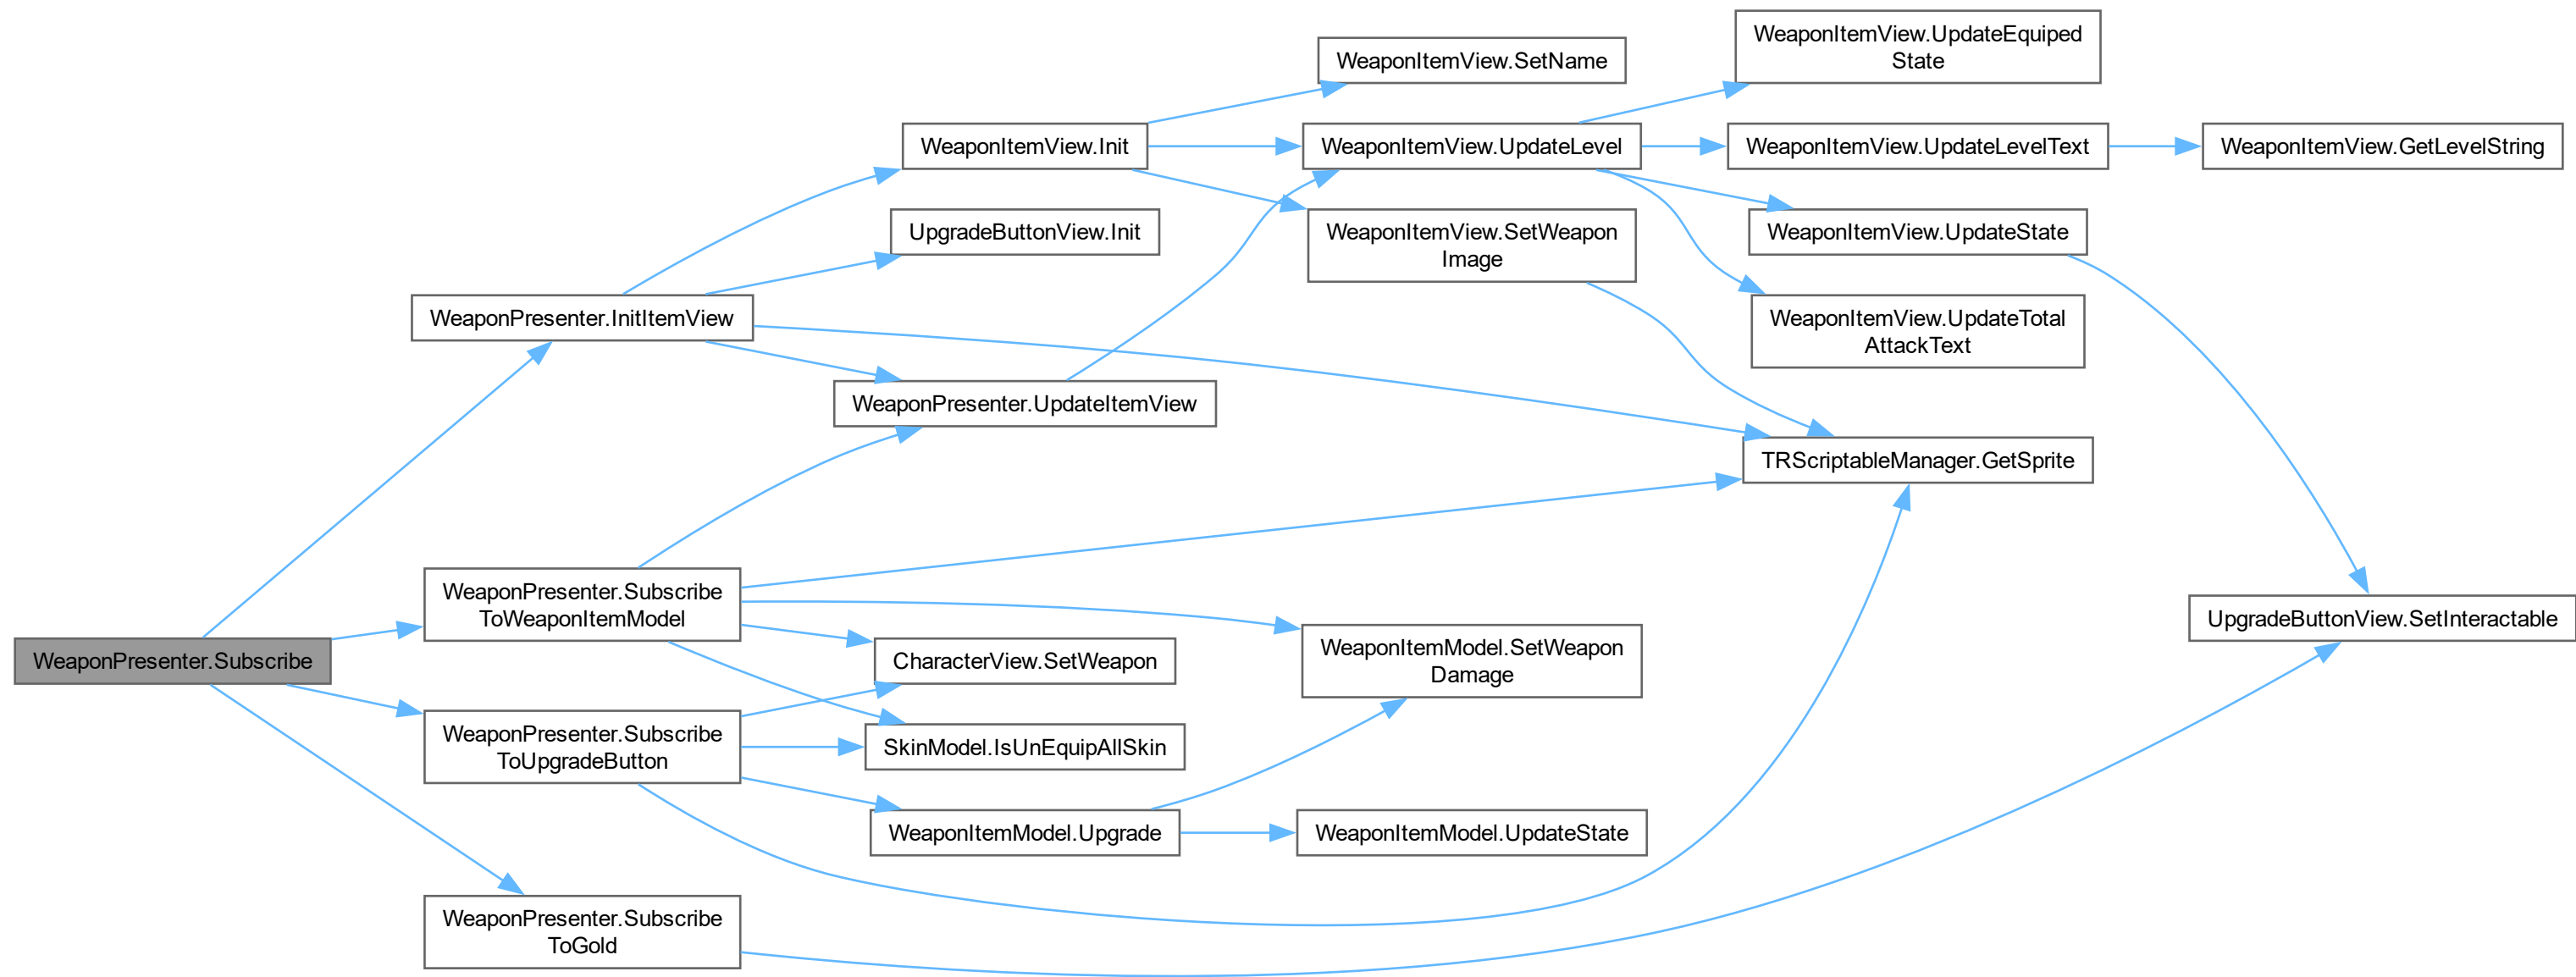 WeaponPresenter.Subscribe
WeaponPresenter.InitItemView
WeaponPresenter.Subscribe
ToWeaponItemModel
WeaponPresenter.Subscribe
ToUpgradeButton
WeaponPresenter.Subscribe
ToGold
WeaponItemView.Init
UpgradeButtonView.Init
WeaponPresenter.UpdateItemView
CharacterView.SetWeapon
SkinModel.IsUnEquipAllSkin
WeaponItemModel.Upgrade
WeaponItemView.SetName
WeaponItemView.UpdateLevel
WeaponItemView.SetWeapon
Image
WeaponItemModel.SetWeapon
Damage
WeaponItemModel.UpdateState
WeaponItemView.UpdateEquiped
State
WeaponItemView.UpdateLevelText
WeaponItemView.UpdateState
WeaponItemView.UpdateTotal
AttackText
TRScriptableManager.GetSprite
WeaponItemView.GetLevelString
UpgradeButtonView.SetInteractable